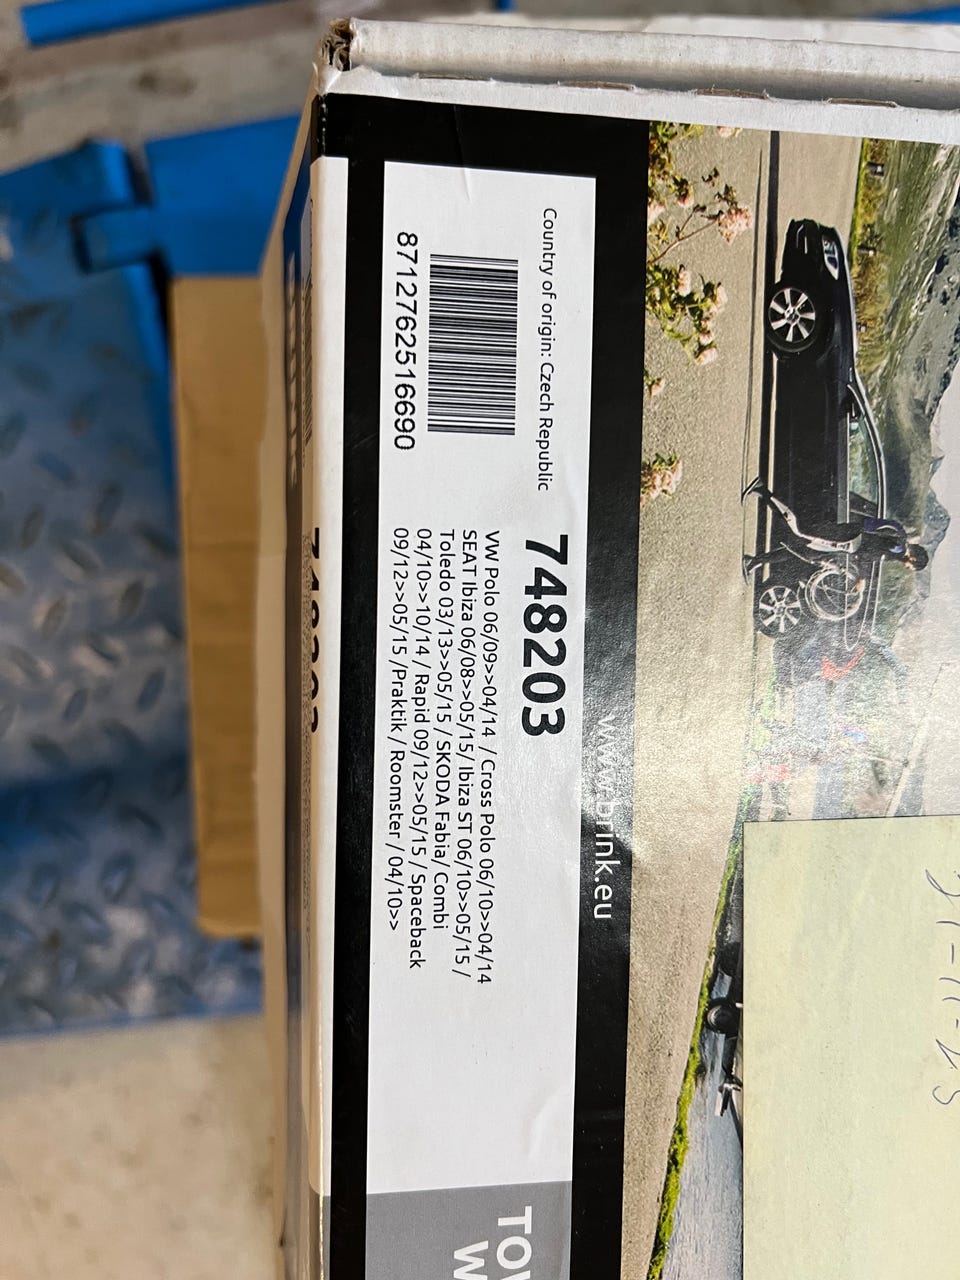 Country of origin: Czech Republic
8712762516690
748203
VW Polo 06/09>>04/14 / Cross Polo 06/10>>04/14
SEAT Ibiza 06/08>>05/15/ Ibiza ST 06/10>>05/15 /
Toledo 03/13>>05/15 / SKODA Fabia/ Combi
04/10>>10/14 / Rapid 09/12>>05/15 / Spaceback
09/12>>05/15 /Praktik / Roomster / 04/10>>
www.brink.eu
748203